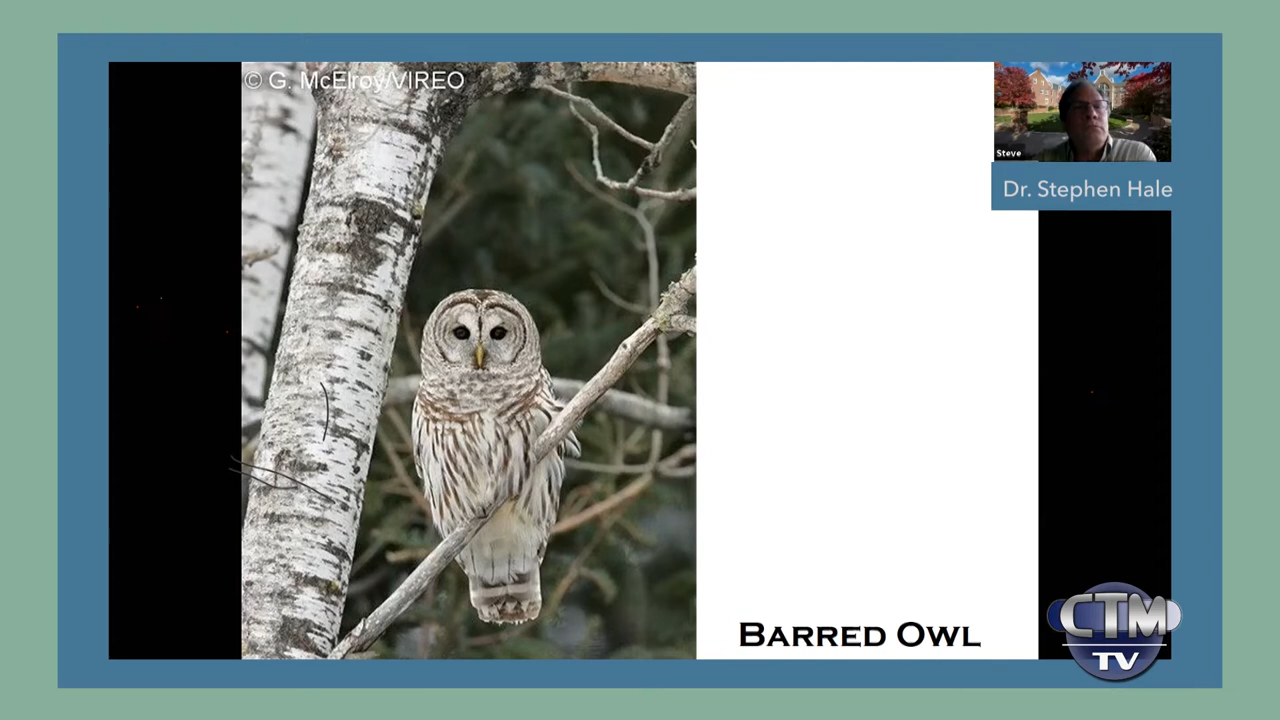 © G. McElroy/VIREO
Steve
Dr. Stephen Hale
BARRED OWL
CTM
TV